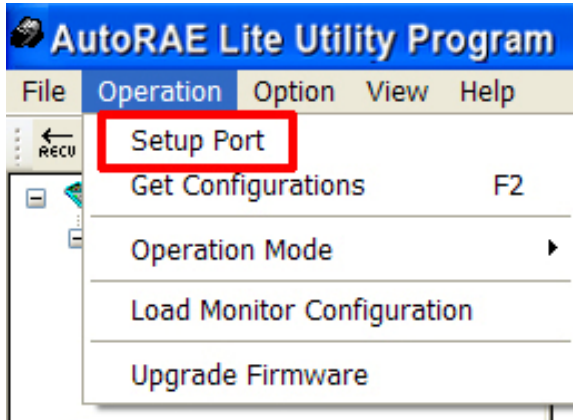 AutoRAE Lite Utility Program
File Operation Option View Help
RECV
Setup Port
Get Configurations F2
Operation Mode
Load Monitor Configuration
Upgrade Firmware